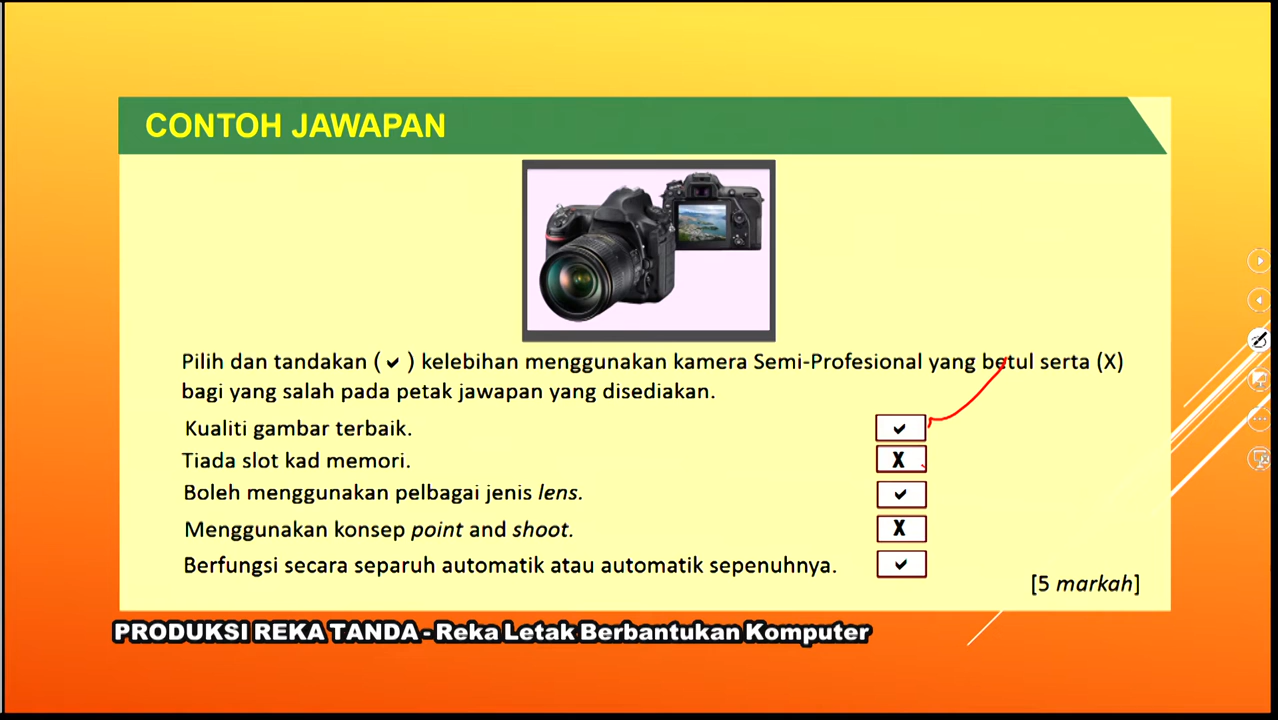 CONTOH JAWAPAN
Pilih dan tandakan (✔) kelebihan menggunakan kamera Semi-Profesional yang betul serta (X)
bagi yang salah pada petak jawapan yang disediakan.
Kualiti gambar terbaik. ✔
Tiada slot kad memori. X
Boleh menggunakan pelbagai jenis lens. ✔
Menggunakan konsep point and shoot. X
Berfungsi secara separuh automatik atau automatik sepenuhnya. ✔
[5 markah]
PRODUKSI REKA TANDA - Reka Letak Berbantukan Komputer